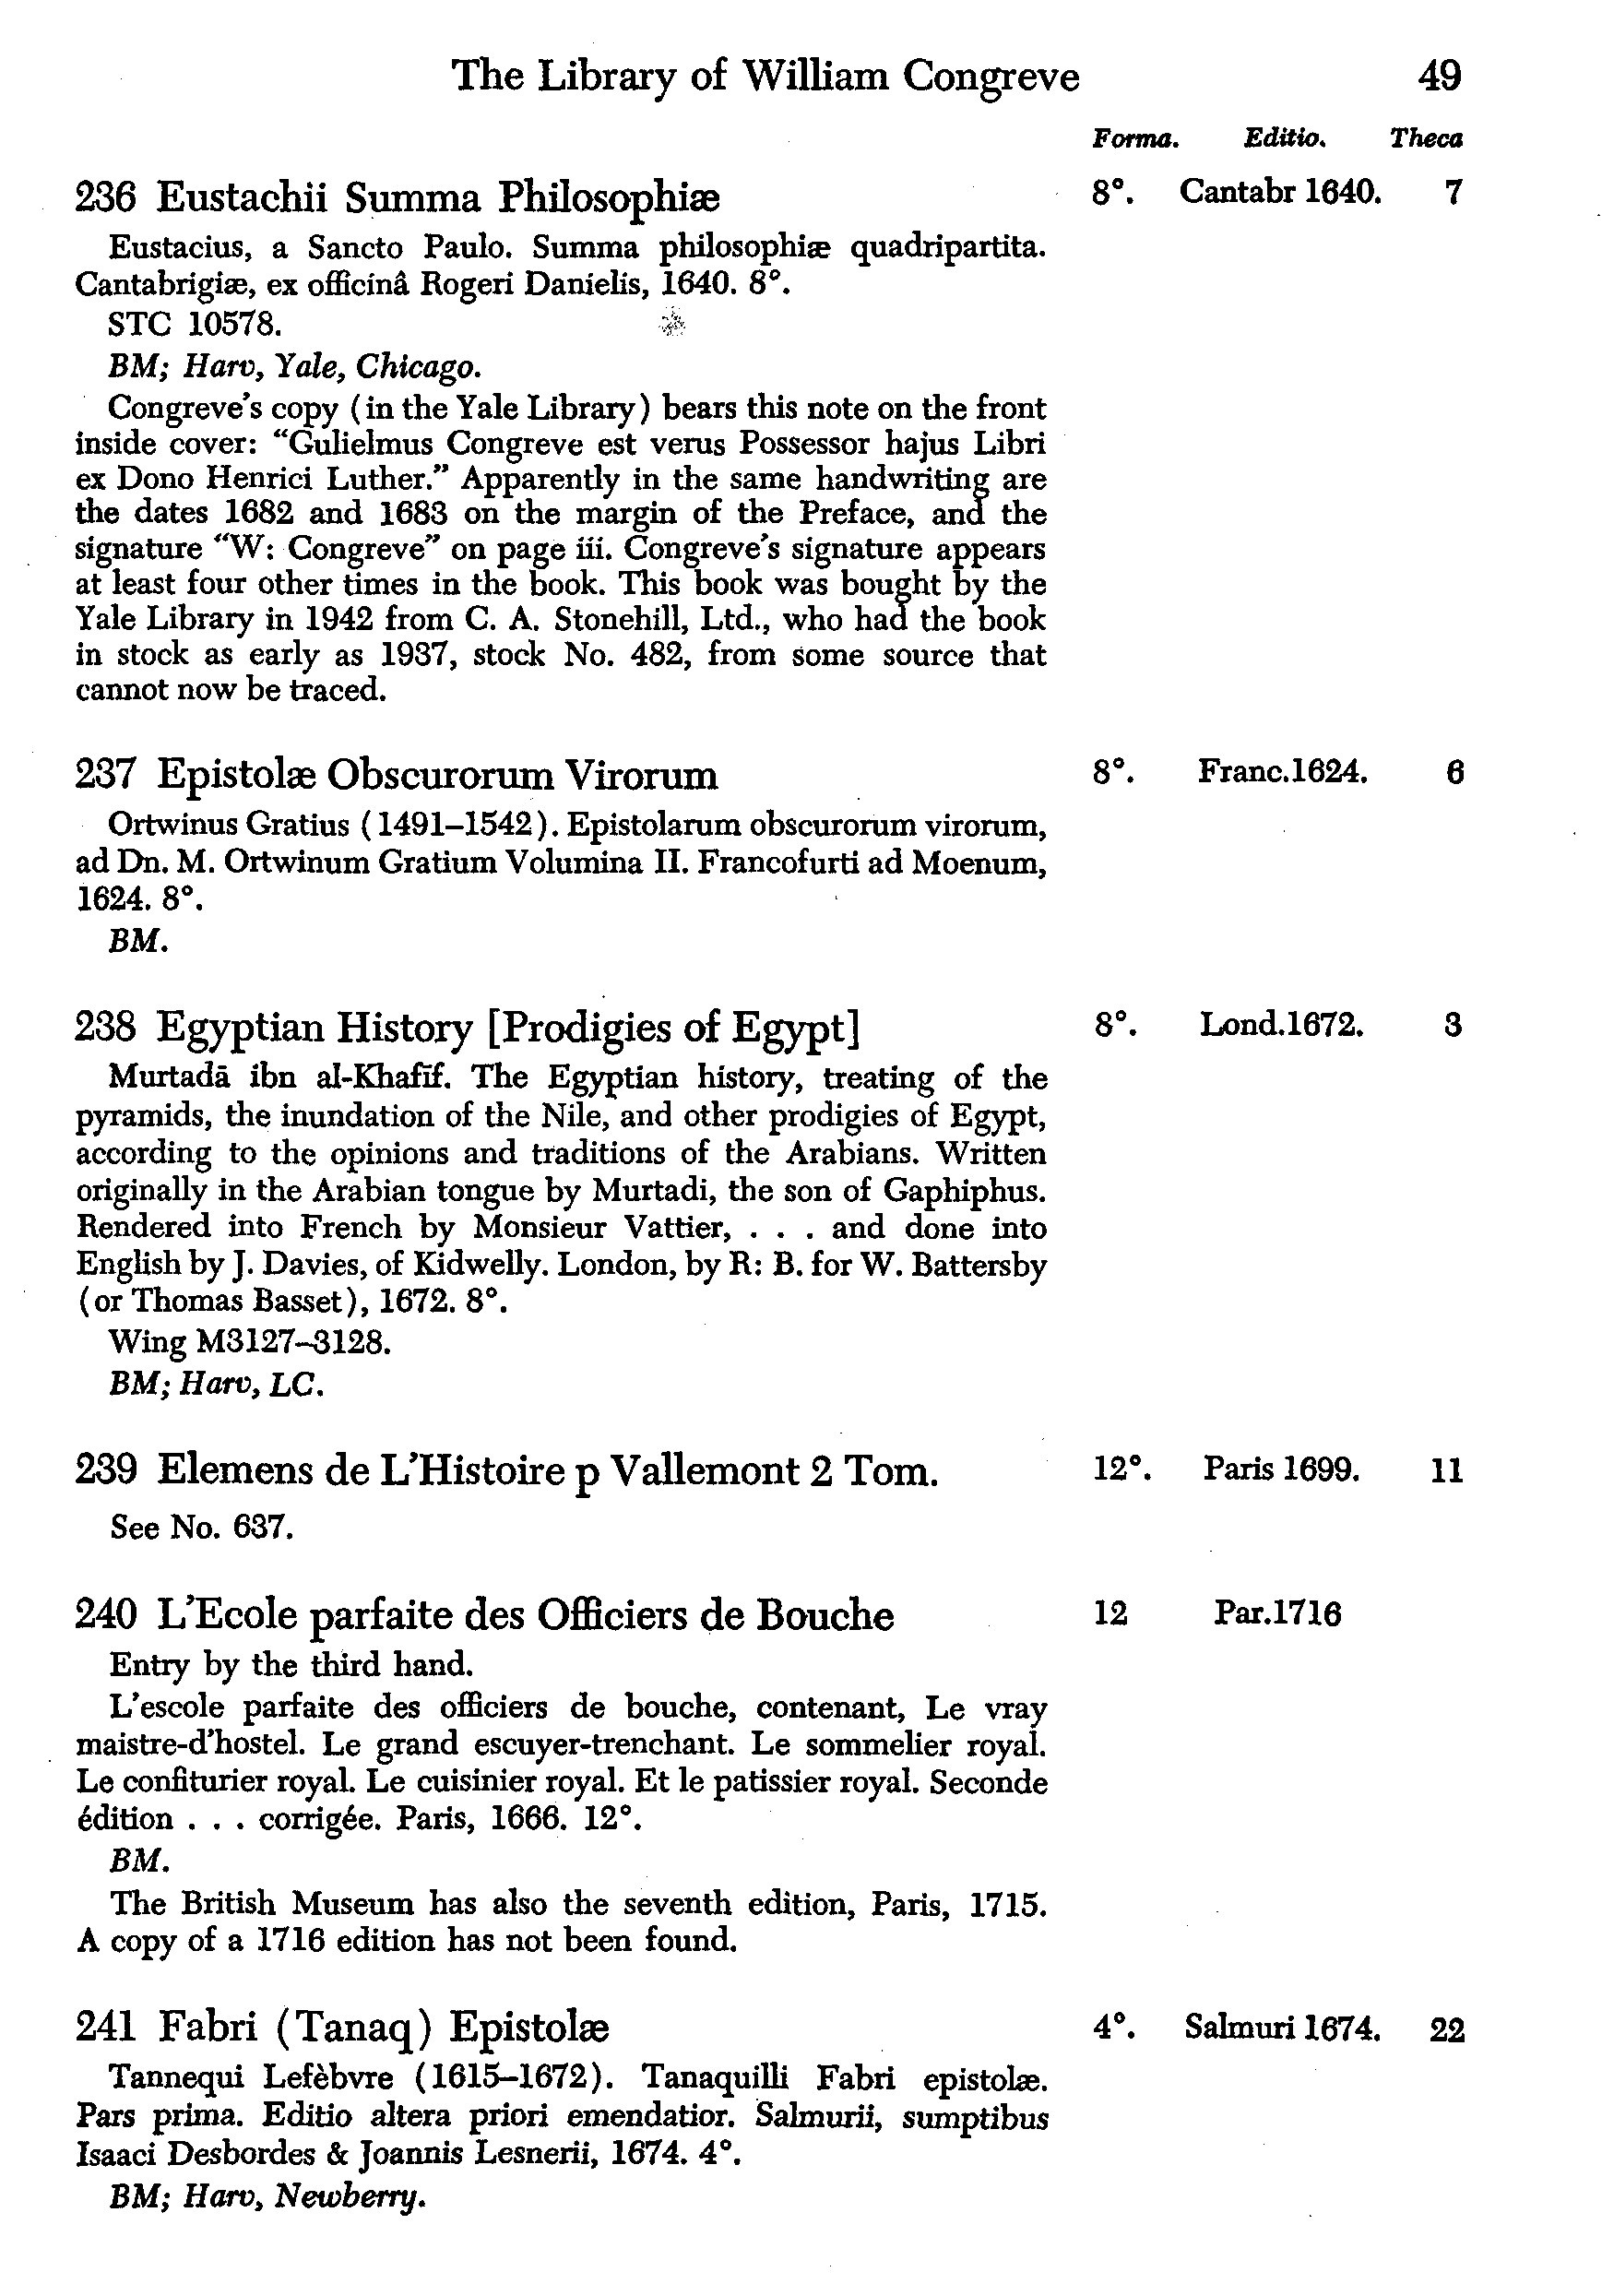 The Library of William Congreve 49
Forma. Editio. Theca
236 Eustachii Summa Philosophiæ 8°. Cantabr 1640. 7
Eustacius, a Sancto Paulo. Summa philosophiæ quadripartita.
Cantabrigiæ, ex officinâ Rogeri Danielis, 1640. 8°.
STC 10578.
BM; Harv, Yale, Chicago.
Congreve's copy (in the Yale Library) bears this note on the front
inside cover: "Gulielmus Congreve est verus Possessor hajus Libri
ex Dono Henrici Luther." Apparently in the same handwriting are
the dates 1682 and 1683 on the margin of the Preface, and the
signature "W: Congreve" on page iii. Congreve's signature appears
at least four other times in the book. This book was bought by the
Yale Library in 1942 from C. A. Stonehill, Ltd., who had the book
in stock as early as 1937, stock No. 482, from some source that
cannot now be traced.
237 Epistolæ Obscurorum Virorum 8°. Franc.1624. 6
Ortwinus Gratius (1491–1542). Epistolarum obscurorum virorum,
ad Dn. M. Ortwinum Gratium Volumina II. Francofurti ad Moenum,
1624. 8°.
BM.
238 Egyptian History [Prodigies of Egypt] 8°. Lond.1672. 3
Murtadā ibn al-Khafīf. The Egyptian history, treating of the
pyramids, the inundation of the Nile, and other prodigies of Egypt,
according to the opinions and traditions of the Arabians. Written
originally in the Arabian tongue by Murtadi, the son of Gaphiphus.
Rendered into French by Monsieur Vattier, . . . and done into
English by J. Davies, of Kidwelly. London, by R: B. for W. Battersby
(or Thomas Basset), 1672. 8°.
Wing M3127–3128.
BM; Harv, LC.
239 Elemens de L'Histoire p Vallemont 2 Tom. 12°. Paris 1699. 11
See No. 637.
240 L'Ecole parfaite des Officiers de Bouche 12 Par.1716
Entry by the third hand.
L'escole parfaite des officiers de bouche, contenant, Le vray
maistre-d'hostel. Le grand escuyer-trenchant. Le sommelier royal.
Le confiturier royal. Le cuisinier royal. Et le patissier royal. Seconde
édition . . . corrigée. Paris, 1666. 12°.
BM.
The British Museum has also the seventh edition, Paris, 1715.
A copy of a 1716 edition has not been found.
241 Fabri (Tanaq) Epistolæ 4°. Salmuri 1674. 22
Tannequi Lefèbvre (1615–1672). Tanaquilli Fabri epistolæ.
Pars prima. Editio altera priori emendatior. Salmurii, sumptibus
Isaaci Desbordes & Joannis Lesnerii, 1674. 4°.
BM; Harv, Newberry.